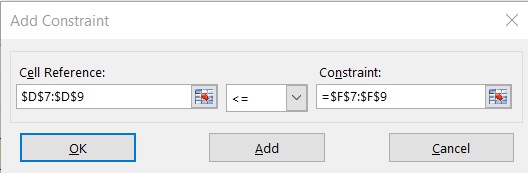 Add Constraint
Cell Reference: Constraint:
$D$7:$D$9 <= =$F$7:$F$9
OK Add Cancel